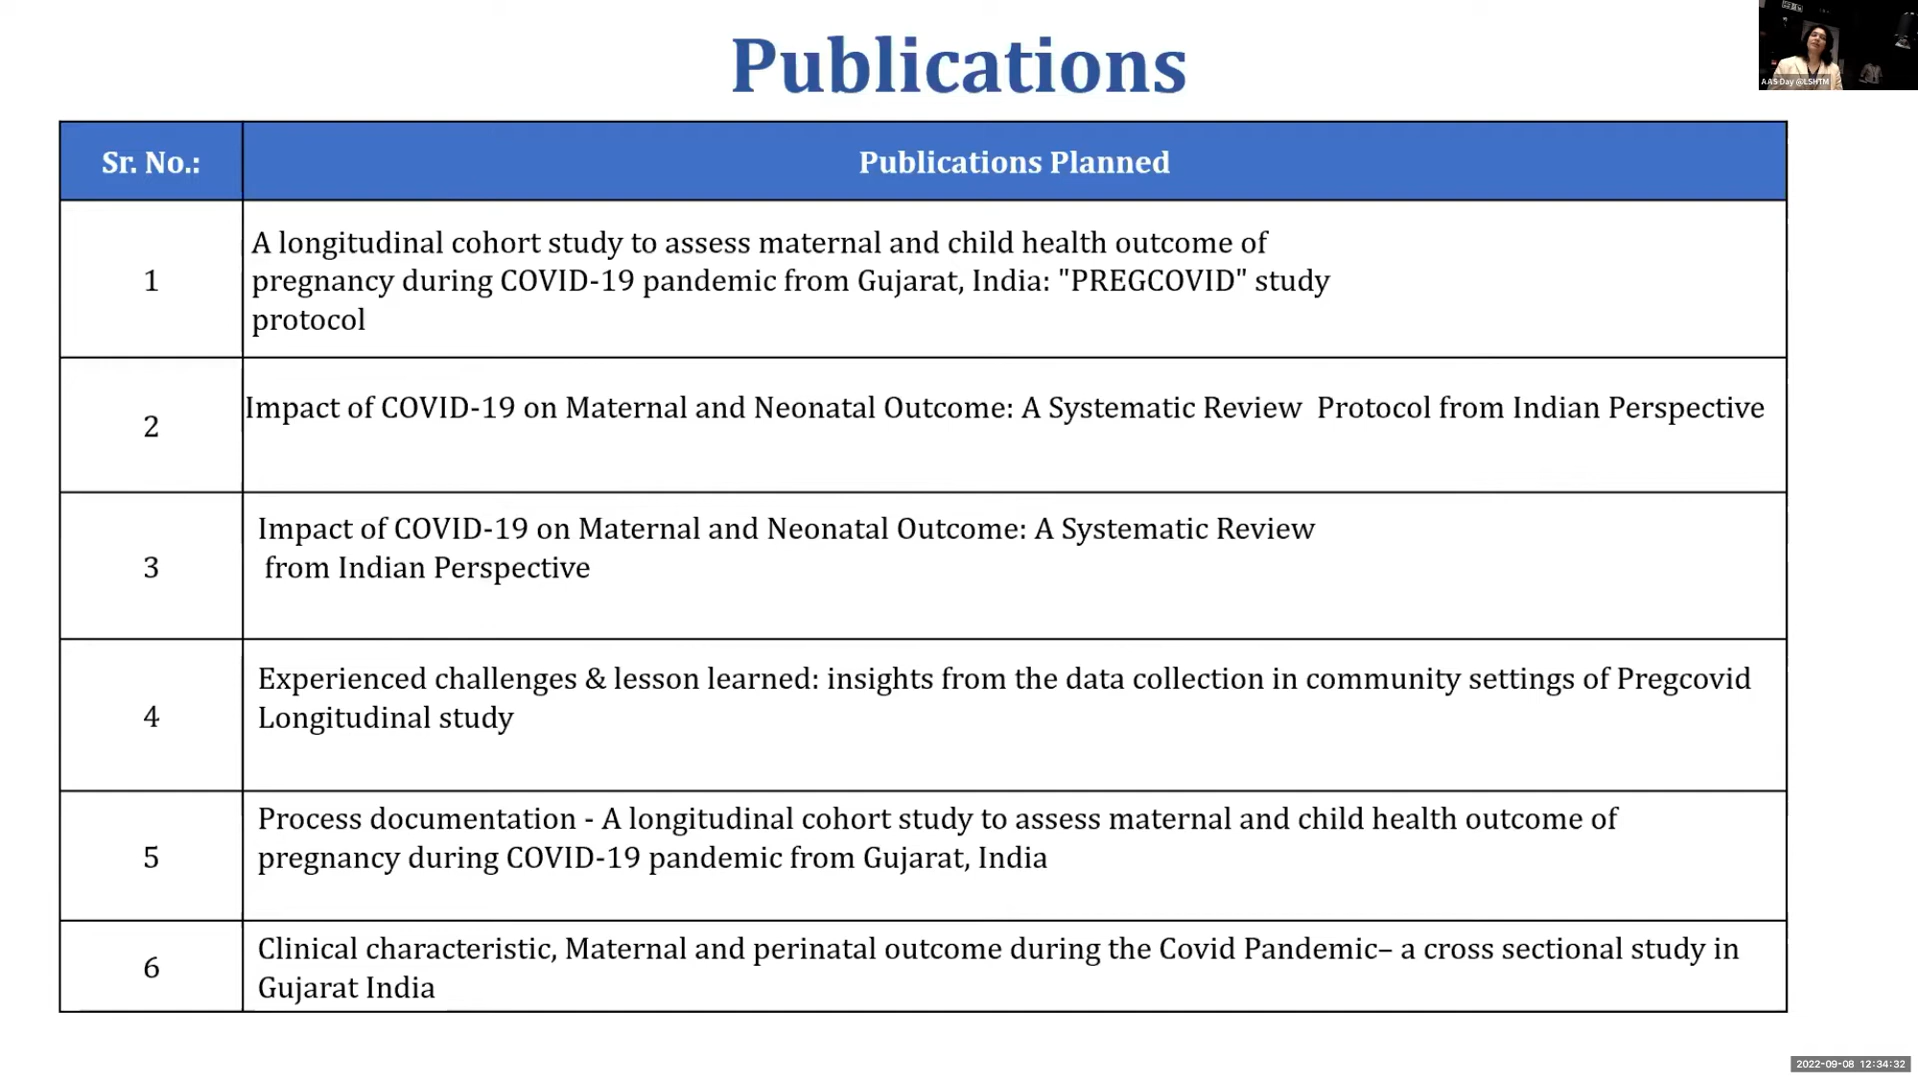 Publications
AAS Day @LSHTM
Sr. No.:
Publications Planned
1
A longitudinal cohort study to assess maternal and child health outcome of
pregnancy during COVID-19 pandemic from Gujarat, India: "PREGCOVID" study
protocol
2
Impact of COVID-19 on Maternal and Neonatal Outcome: A Systematic Review  Protocol from Indian Perspective
3
Impact of COVID-19 on Maternal and Neonatal Outcome: A Systematic Review
from Indian Perspective
4
Experienced challenges & lesson learned: insights from the data collection in community settings of Pregcovid
Longitudinal study
5
Process documentation - A longitudinal cohort study to assess maternal and child health outcome of
pregnancy during COVID-19 pandemic from Gujarat, India
6
Clinical characteristic, Maternal and perinatal outcome during the Covid Pandemic– a cross sectional study in
Gujarat India
2022-09-08 12:34:32